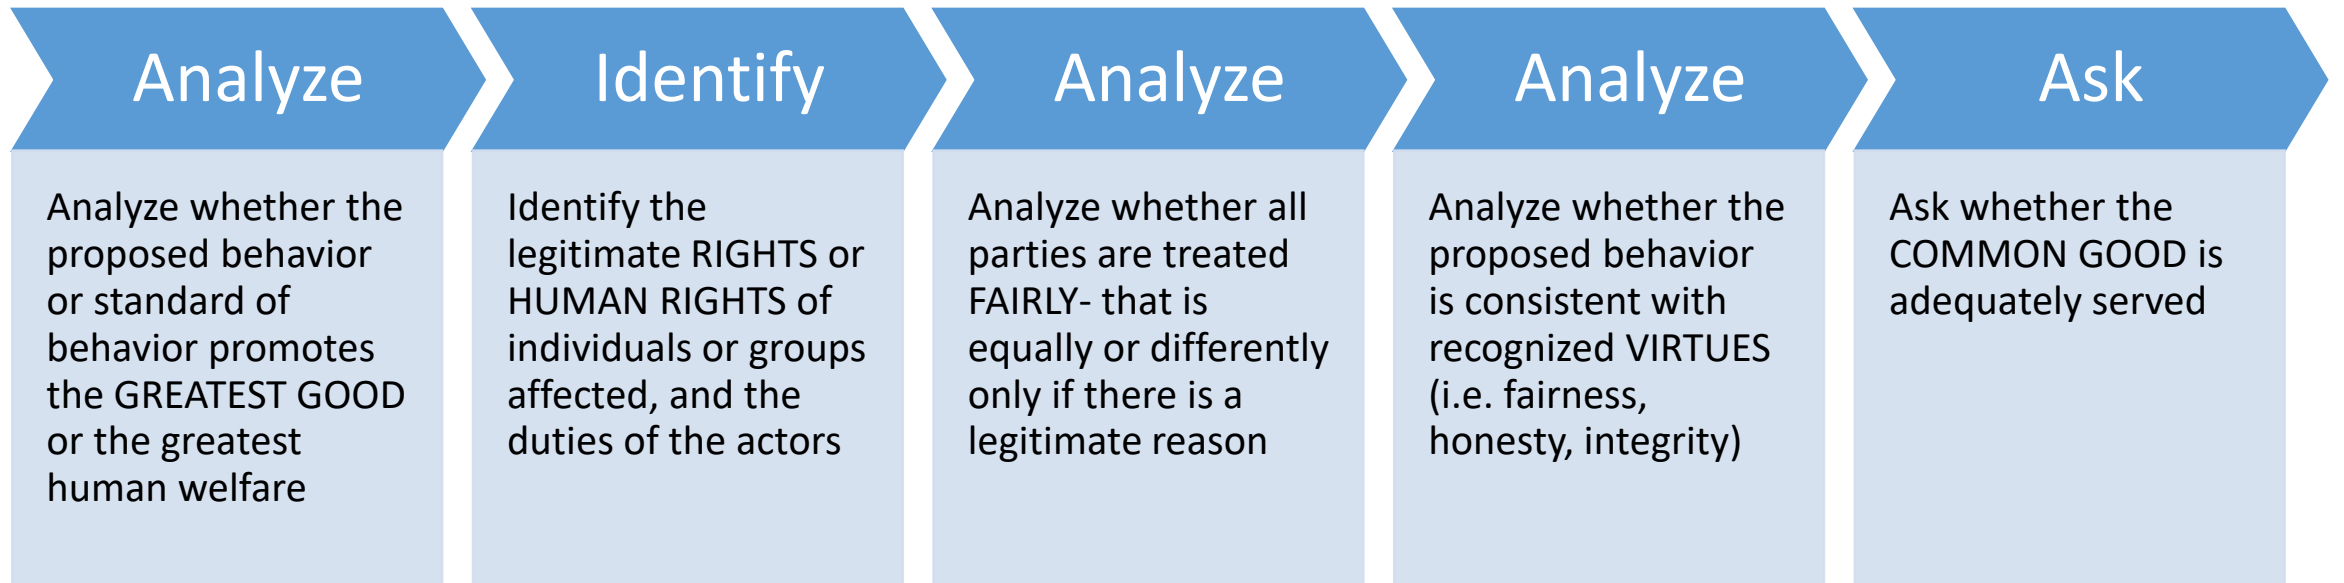 Analyze
Analyze whether the
proposed behavior
or standard of
behavior promotes
the GREATEST GOOD
or the greatest
human welfare
Identify
Identify the
legitimate RIGHTS or
HUMAN RIGHTS of
individuals or groups
affected, and the
duties of the actors
Analyze
Analyze whether all
parties are treated
FAIRLY- that is
equally or differently
only if there is a
legitimate reason
Analyze
Analyze whether the
proposed behavior
is consistent with
recognized VIRTUES
(i.e. fairness,
honesty, integrity)
Ask
Ask whether the
COMMON GOOD is
adequately served